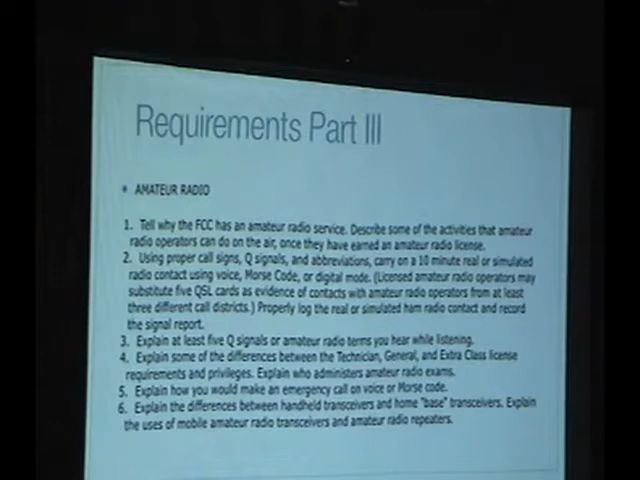 Requirements Part III
* AMATEUR RADIO
1. Tell why the FCC has an amateur radio service. Describe some of the activities that amateur
radio operators can do on the air, once they have earned an amateur radio license.
2. Using proper call signs, Q signals, and abbreviations, carry on a 10 minute real or simulated
radio contact using voice, Morse Code, or digital mode. (Licensed amateur radio operators may
substitute five QSL cards as evidence of contacts with amateur radio operators from at least
three different call districts.) Properly log the real or simulated ham radio contact and record
the signal report.
3. Explain at least five Q signals or amateur radio terms you hear while listening.
4. Explain some of the differences between the Technician, General, and Extra Class license
requirements and privileges. Explain who administers amateur radio exams.
5. Explain how you would make an emergency call on voice or Morse code.
6. Explain the differences between handheld transceivers and home "base" transceivers. Explain
the uses of mobile amateur radio transceivers and amateur radio repeaters.